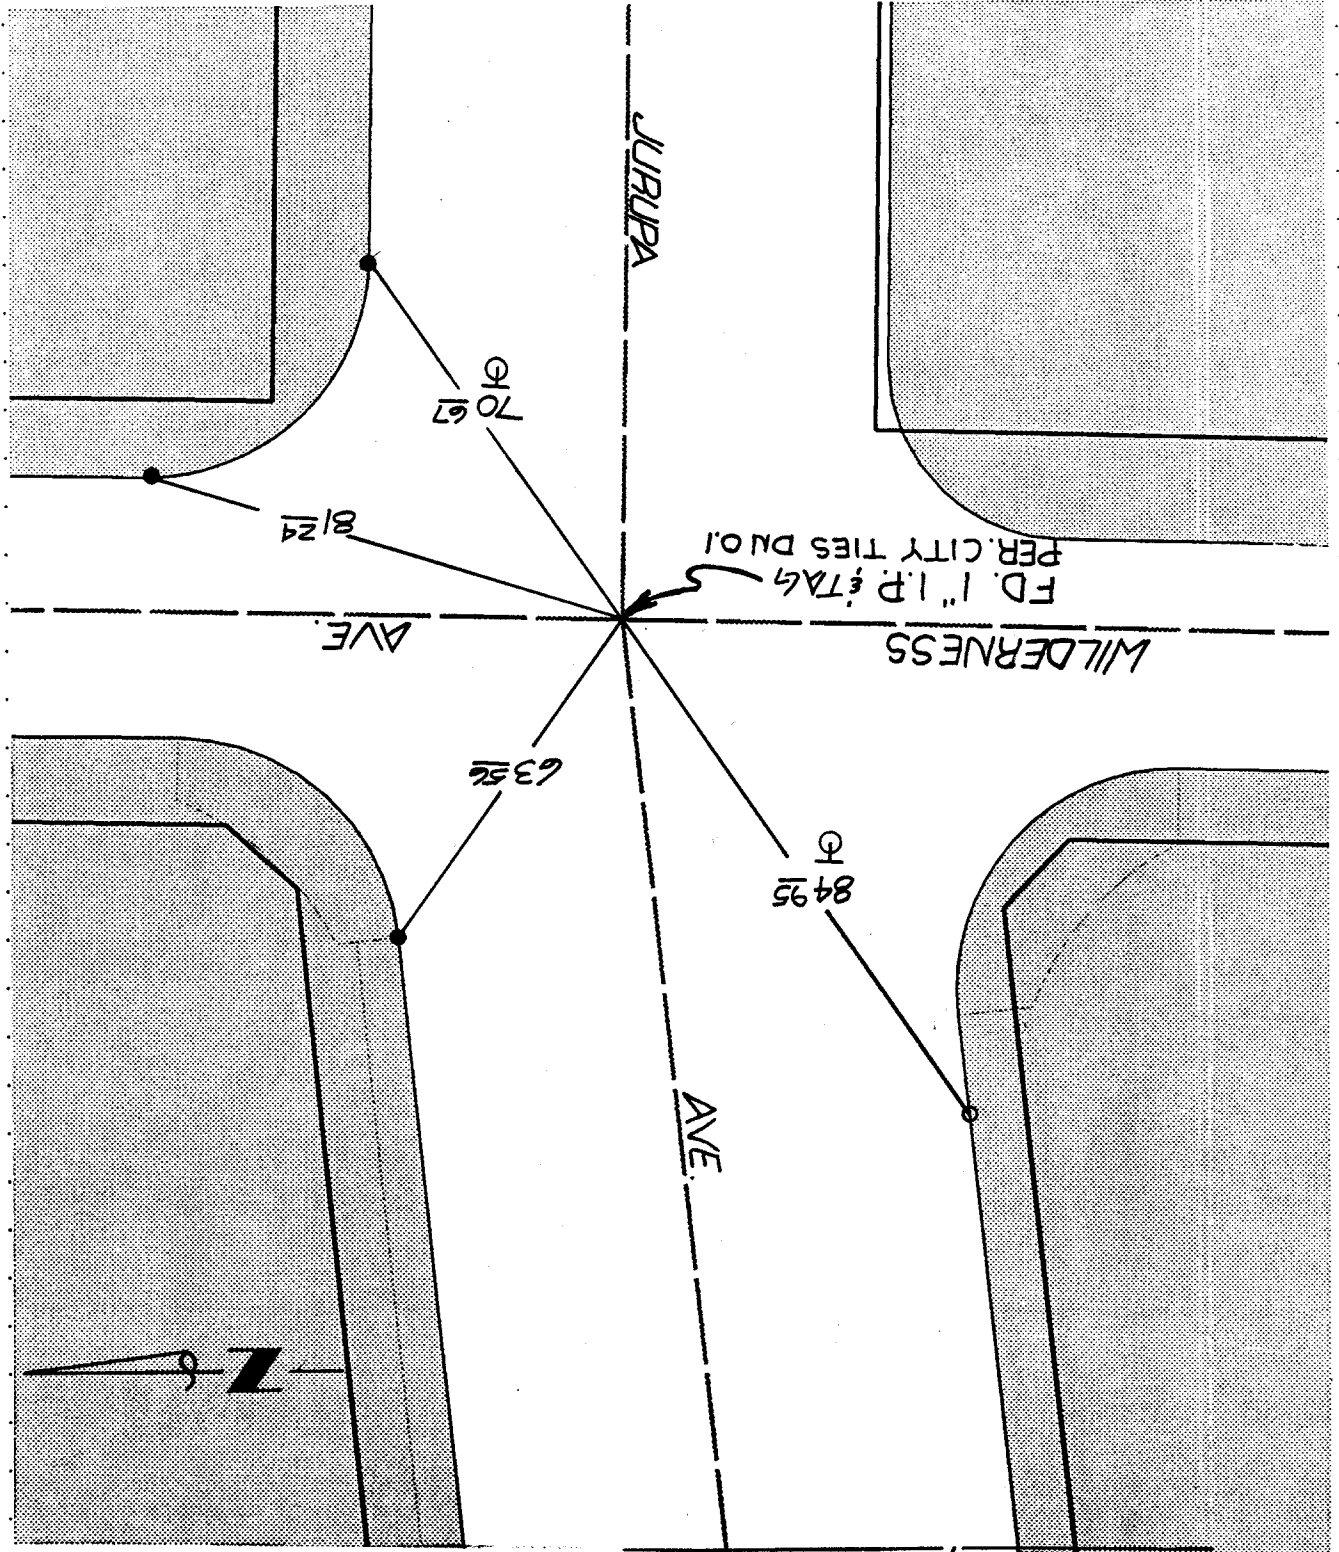 JURUPA
AVE.
N
84 95
63 56
WILDERNESS
AVE.
FD. 1" I.P. & TAG
PER. CITY TIES DN 0.1
81 24
70 67